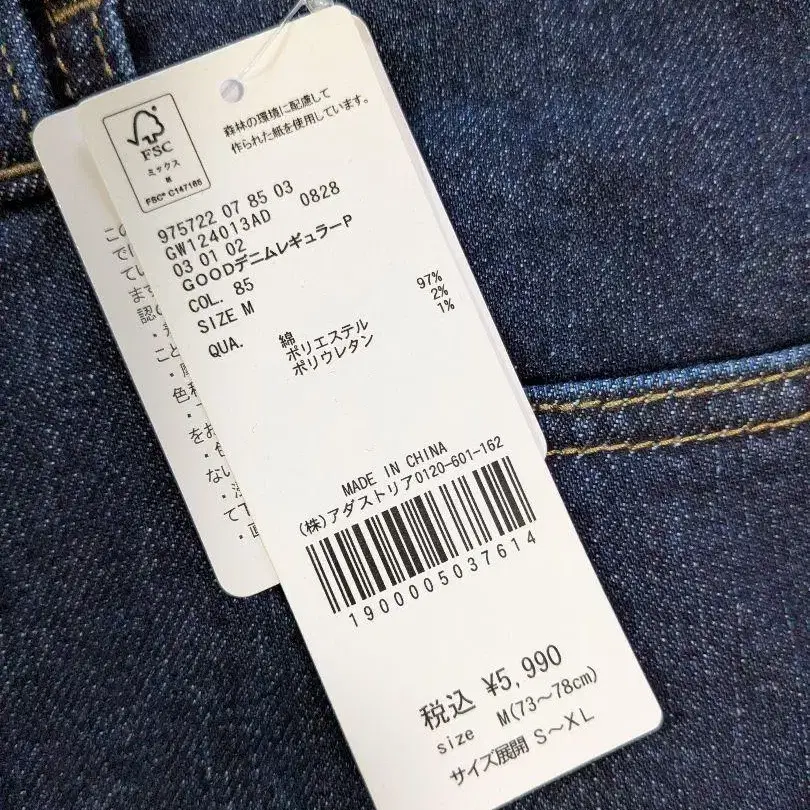 FSC
ミックス
紙
FSC® C147165
森林の環境に配慮して
作られた紙を使用しています。
975722 07 85 03
GW124013AD 0828
03 01 02
GOODデニムレギュラーP
COL. 85
SIZE M
QUA. 綿 97%
ポリエステル 2%
ポリウレタン 1%
MADE IN CHINA
(株)アダストリア0120-601-162
1900005037614
税込 ¥5,990
size M(73~78cm)
サイズ展開 S~XL